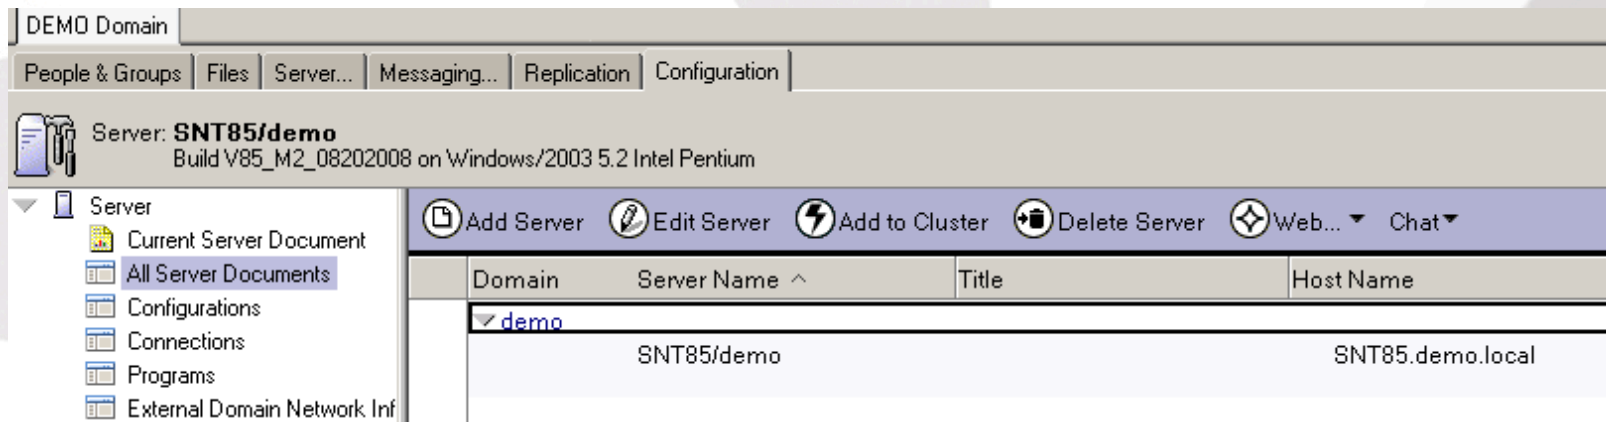 DEMO Domain
People & Groups Files Server... Messaging... Replication Configuration
Server: SNT85/demo
Build V85_M2_08202008 on Windows/2003 5.2 Intel Pentium
Server
Current Server Document
All Server Documents
Configurations
Connections
Programs
External Domain Network Inf
Add Server Edit Server Add to Cluster Delete Server Web... Chat
Domain Server Name Title Host Name
demo
SNT85/demo SNT85.demo.local